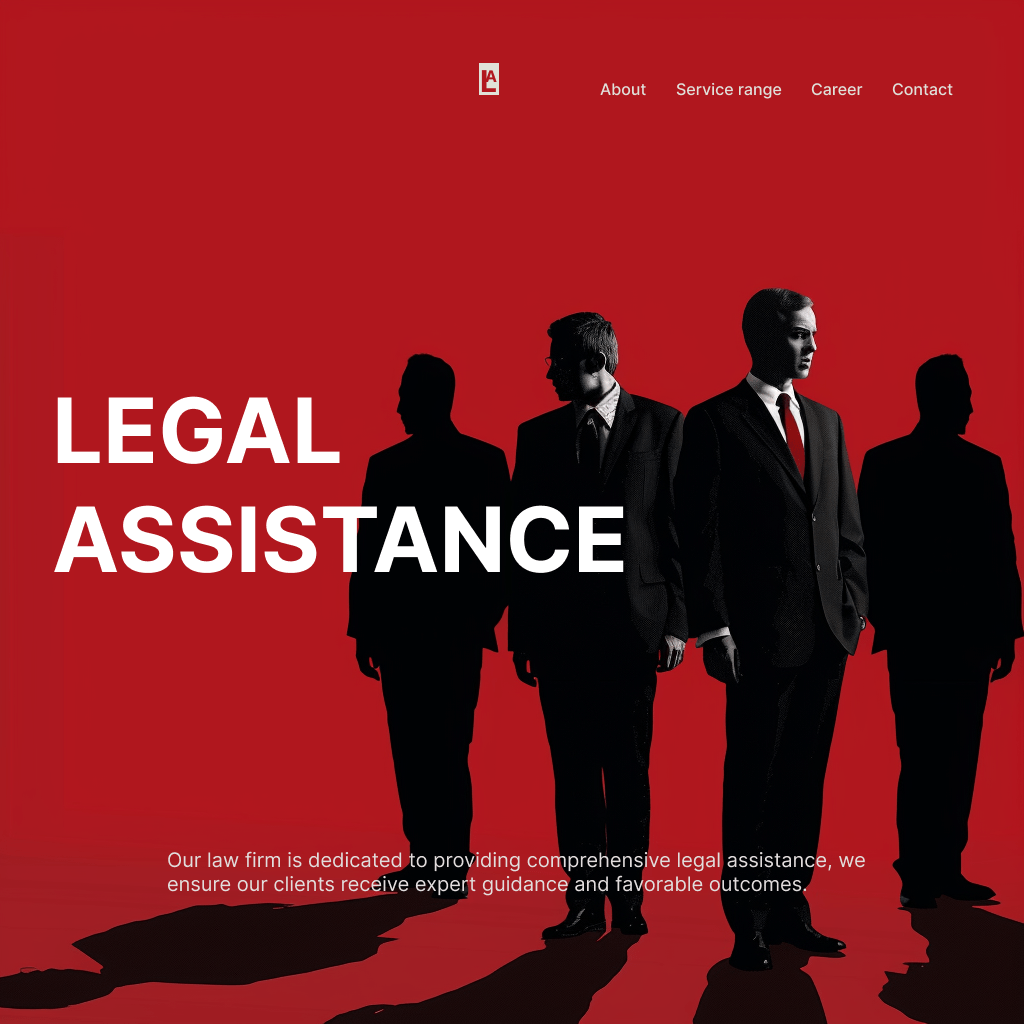 LA
About Service range Career Contact
LEGAL
ASSISTANCE
Our law firm is dedicated to providing comprehensive legal assistance, we
ensure our clients receive expert guidance and favorable outcomes.